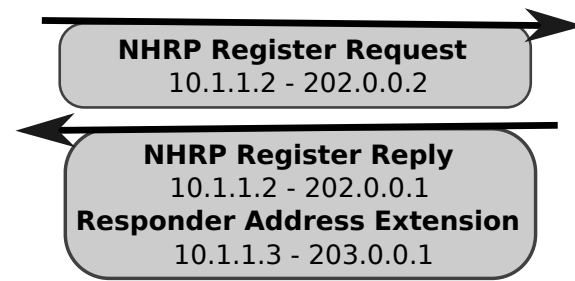 NHRP Register Request
10.1.1.2 - 202.0.0.2
NHRP Register Reply
10.1.1.2 - 202.0.0.1
Responder Address Extension
10.1.1.3 - 203.0.0.1